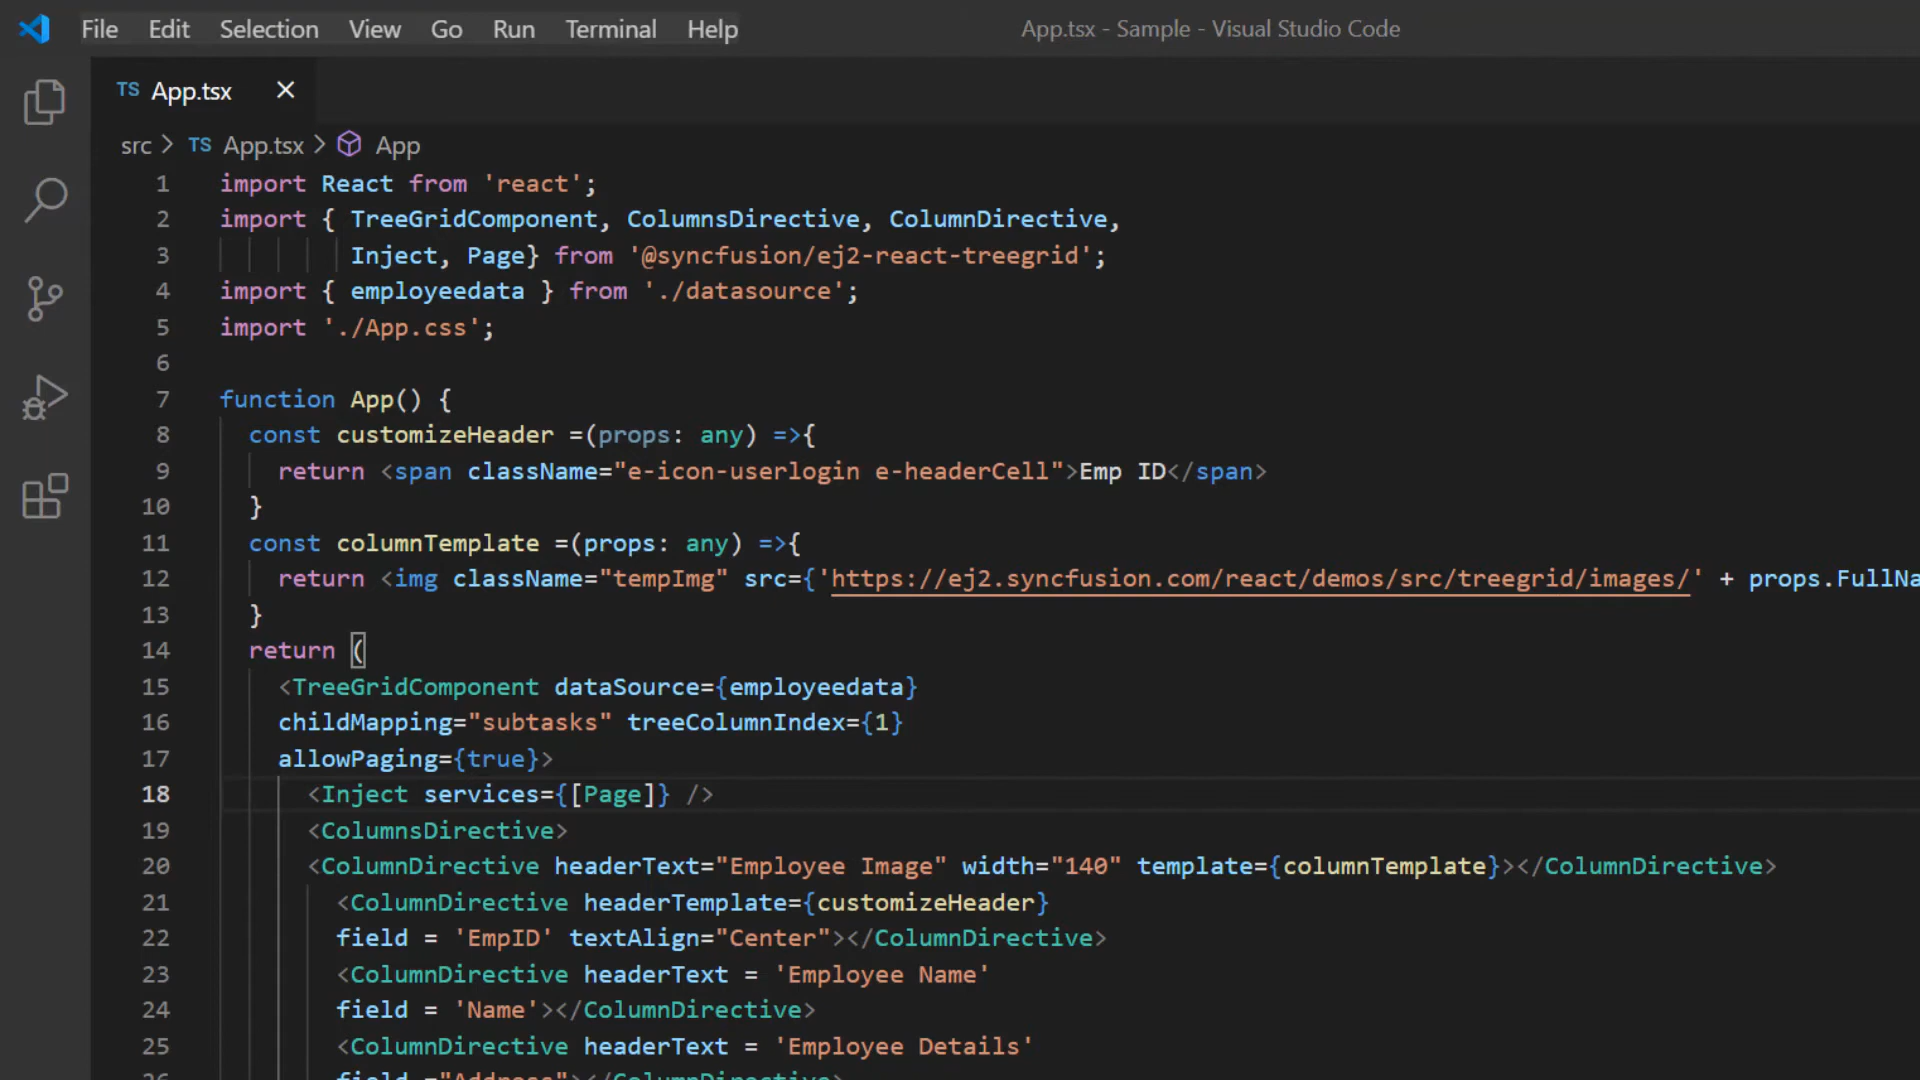 File Edit Selection View Go Run Terminal Help App.tsx - Sample - Visual Studio Code
TS App.tsx
src > TS App.tsx > App
1 import React from 'react';
2 import { TreeGridComponent, ColumnsDirective, ColumnDirective,
3 Inject, Page} from '@syncfusion/ej2-react-treegrid';
4 import { employeedata } from './datasource';
5 import './App.css';
6
7 function App() {
8 const customizeHeader =(props: any) =>{
9 return <span className="e-icon-userlogin e-headerCell">Emp ID</span>
10 }
11 const columnTemplate =(props: any) =>{
12 return <img className="tempImg" src={'https://ej2.syncfusion.com/react/demos/src/treegrid/images/' + props.FullNa
13 }
14 return (
15 <TreeGridComponent dataSource={employeedata}
16 childMapping="subtasks" treeColumnIndex={1}
17 allowPaging={true}>
18 <Inject services={[Page]} />
19 <ColumnsDirective>
20 <ColumnDirective headerText="Employee Image" width="140" template={columnTemplate}></ColumnDirective>
21 <ColumnDirective headerTemplate={customizeHeader}
22 field = 'EmpID' textAlign="Center"></ColumnDirective>
23 <ColumnDirective headerText = 'Employee Name'
24 field = 'Name'></ColumnDirective>
25 <ColumnDirective headerText = 'Employee Details'
26 field ="Address"></ColumnDirective>